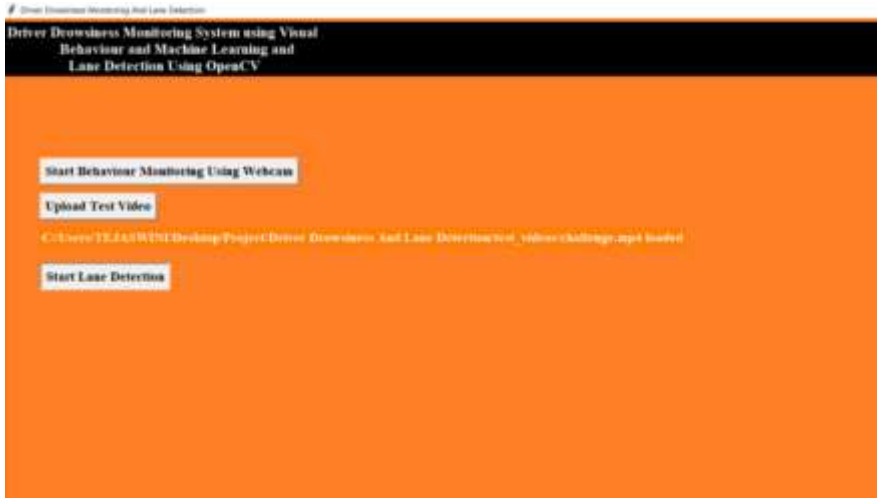 Driver Drowsiness Monitoring And Lane Detection
Driver Drowsiness Monitoring System using Visual
Behaviour and Machine Learning and
Lane Detection Using OpenCV
Start Behaviour Monitoring Using Webcam
Upload Test Video
C:/Users/TEJASWINI/Desktop/Project/Driver Drowsiness And Lane Detection/test_videos/challenge.mp4 loaded
Start Lane Detection